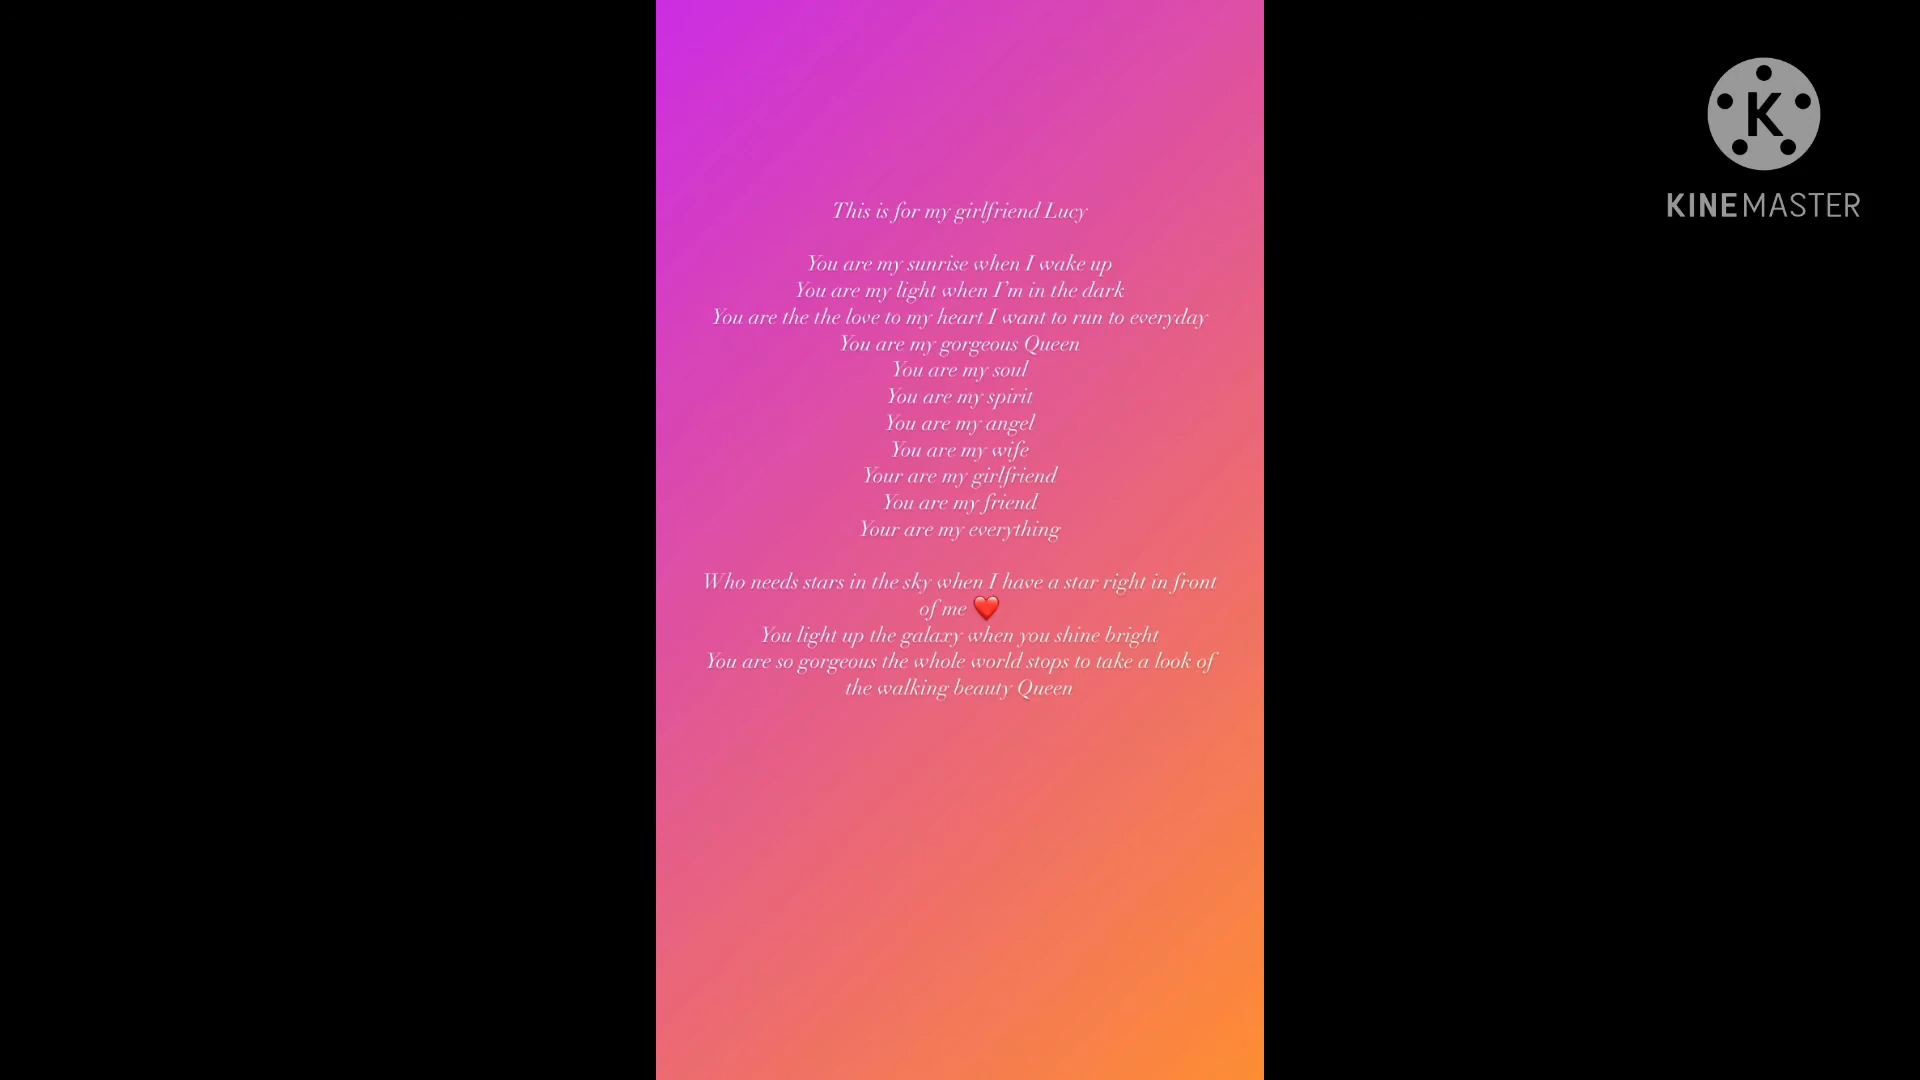 This is for my girlfriend Lucy
You are my sunrise when I wake up
You are my light when I'm in the dark
You are the the love to my heart I want to run to everyday
You are my gorgeous Queen
You are my soul
You are my spirit
You are my angel
You are my wife
Your are my girlfriend
You are my friend
Your are my everything
Who needs stars in the sky when I have a star right in front
of me ❤️
You light up the galaxy when you shine bright
You are so gorgeous the whole world stops to take a look of
the walking beauty Queen
K
KINEMASTER